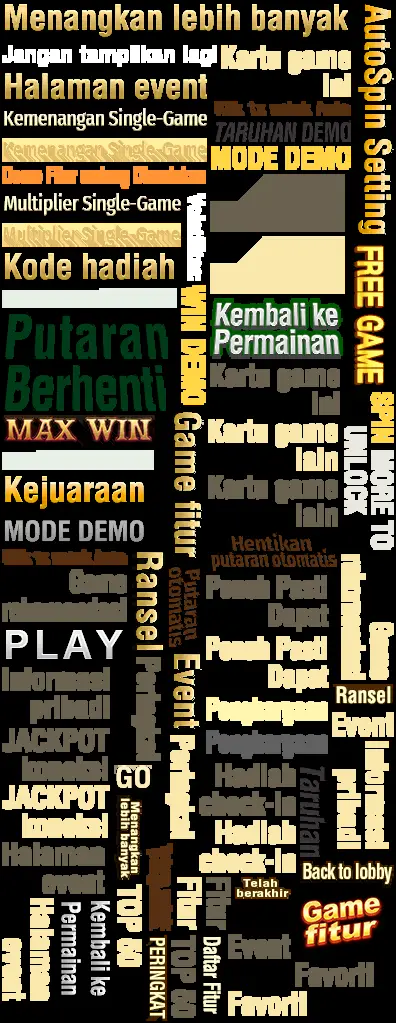 Menangkan lebih banyak
Jangan tampilkan lagi
Halaman event
Kemenangan Single-Game
Kemenangan Single-Game
Multiplier Single-Game
Multiplier Single-Game
Kode hadiah
Putaran
Berhenti
MAX WIN
Kejuaraan
MODE DEMO
Game
rekomendasi
PLAY
Informasi
pribadi
JACKPOT
koneksi
JACKPOT
koneksi
Halaman
event
Halaman
event
Kembali ke
Permainan
GO
Menangkan
lebih banyak
TOP 60
PERINGKAT
Ransel
Peringkat
Putaran
otomatis
Event
Peringkat
Game fitur
WIN DEMO
Kartu game
ini
TARUHAN DEMO
MODE DEMO
Kembali ke
Permainan
Kartu game
ini
Kartu game
lain
Kartu game
lain
Hentikan
putaran otomatis
Penuh Pasti
Dapat
Penuh Pasti
Dapat
Penghargaan
Penghargaan
Hadiah
check-in
Hadiah
check-in
Taruhan
Fitur
Fitur
TOP 60
Daftar Fitur
Telah
berakhir
Event
Favorit
Favorit
AutoSpin Setting
FREE GAME
SPIN MORE TO
UNLOCK
Game
rekomendasi
Ransel
Event
Informasi
pribadi
Back to lobby
Game
fitur